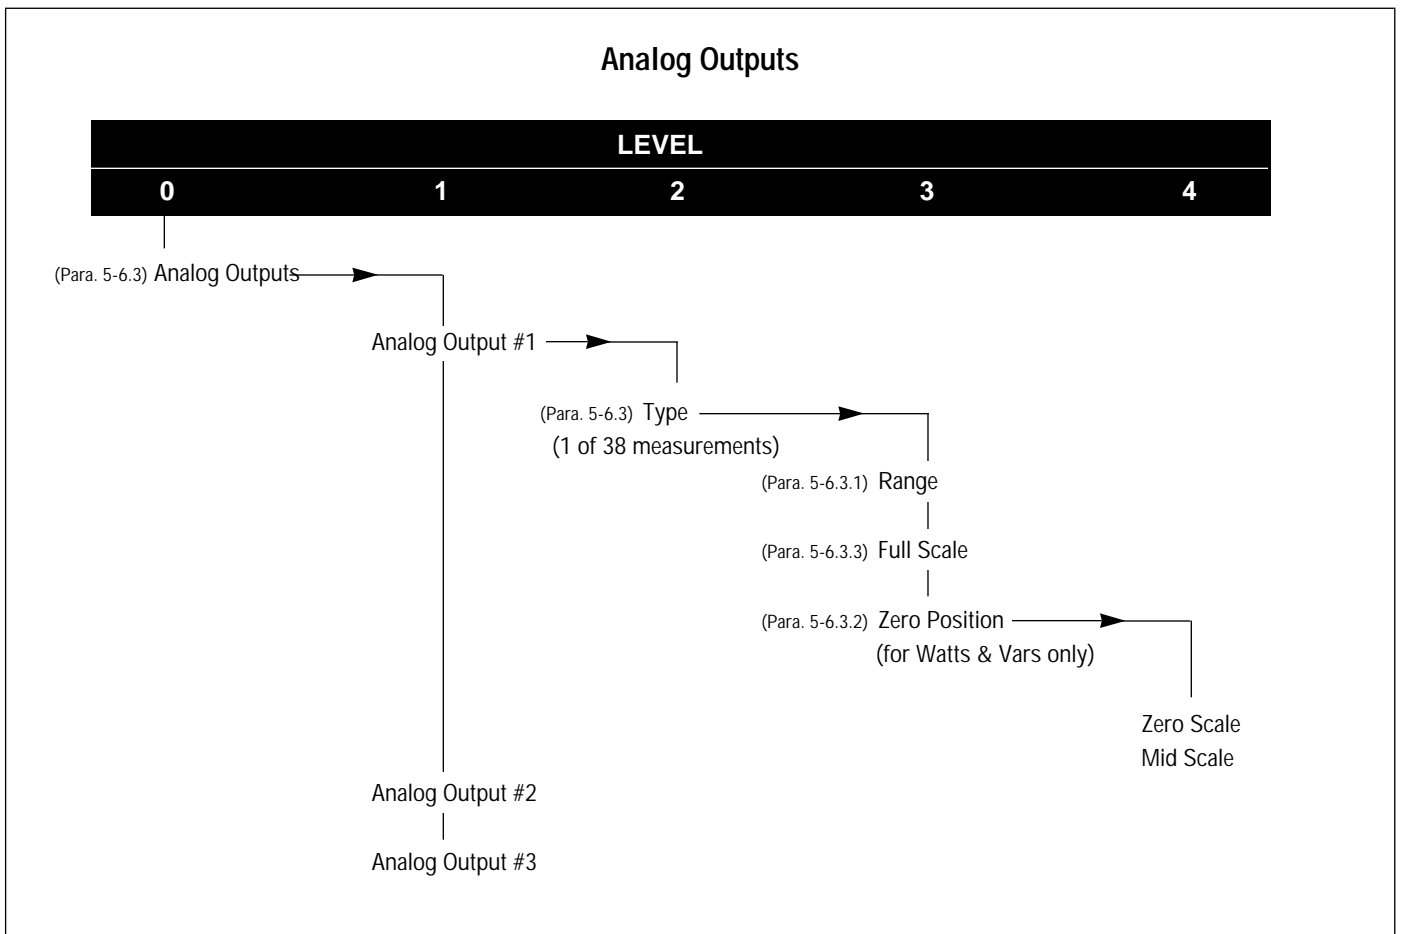 Analog Outputs
LEVEL
0 1 2 3 4
(Para. 5-6.3) Analog Outputs
Analog Output #1
(Para. 5-6.3) Type
(1 of 38 measurements)
(Para. 5-6.3.1) Range
(Para. 5-6.3.3) Full Scale
(Para. 5-6.3.2) Zero Position
(for Watts & Vars only)
Zero Scale
Mid Scale
Analog Output #2
Analog Output #3